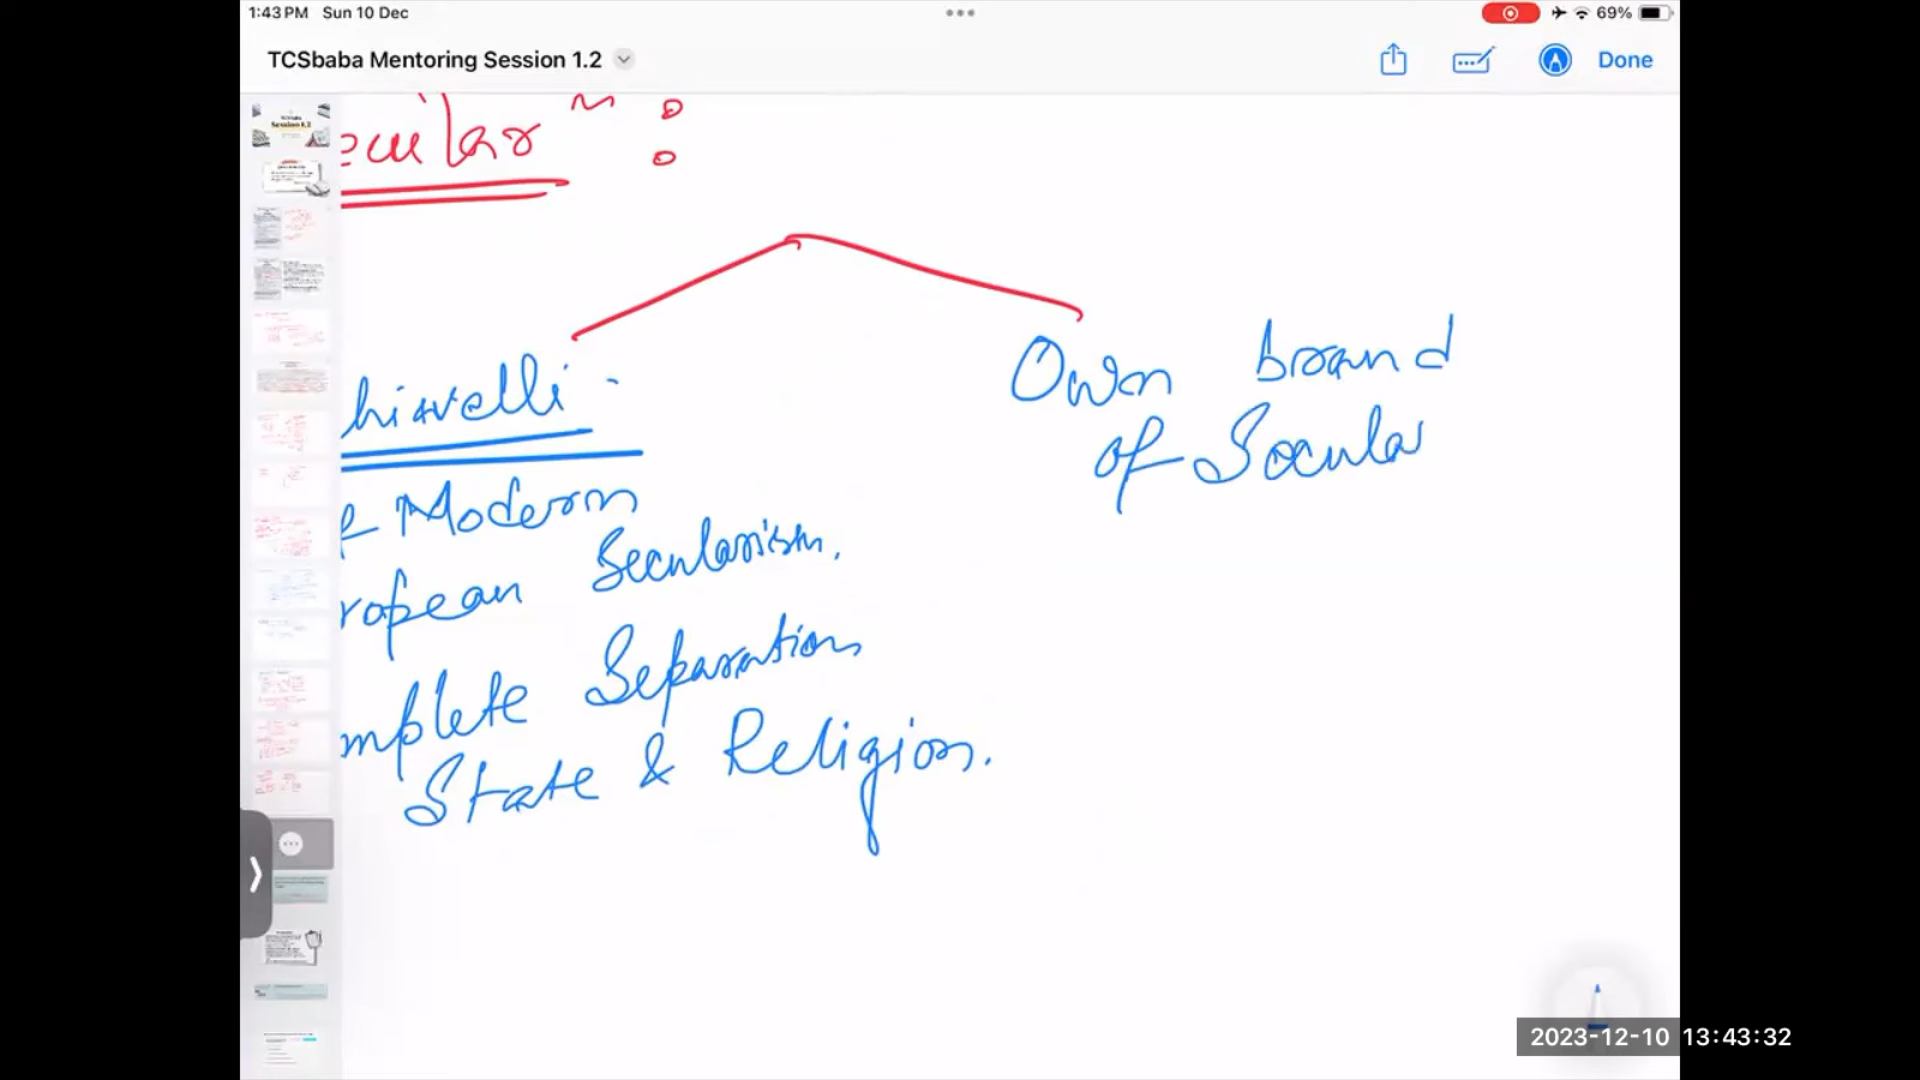 1:43 PM Sun 10 Dec
69%
TCSbaba Mentoring Session 1.2
Done
ecular" :
hiavelli -
Own brand
of Secular
f Modern
ropean Secularism.
mplete Separation
State & Religion.
2023-12-10 13:43:32